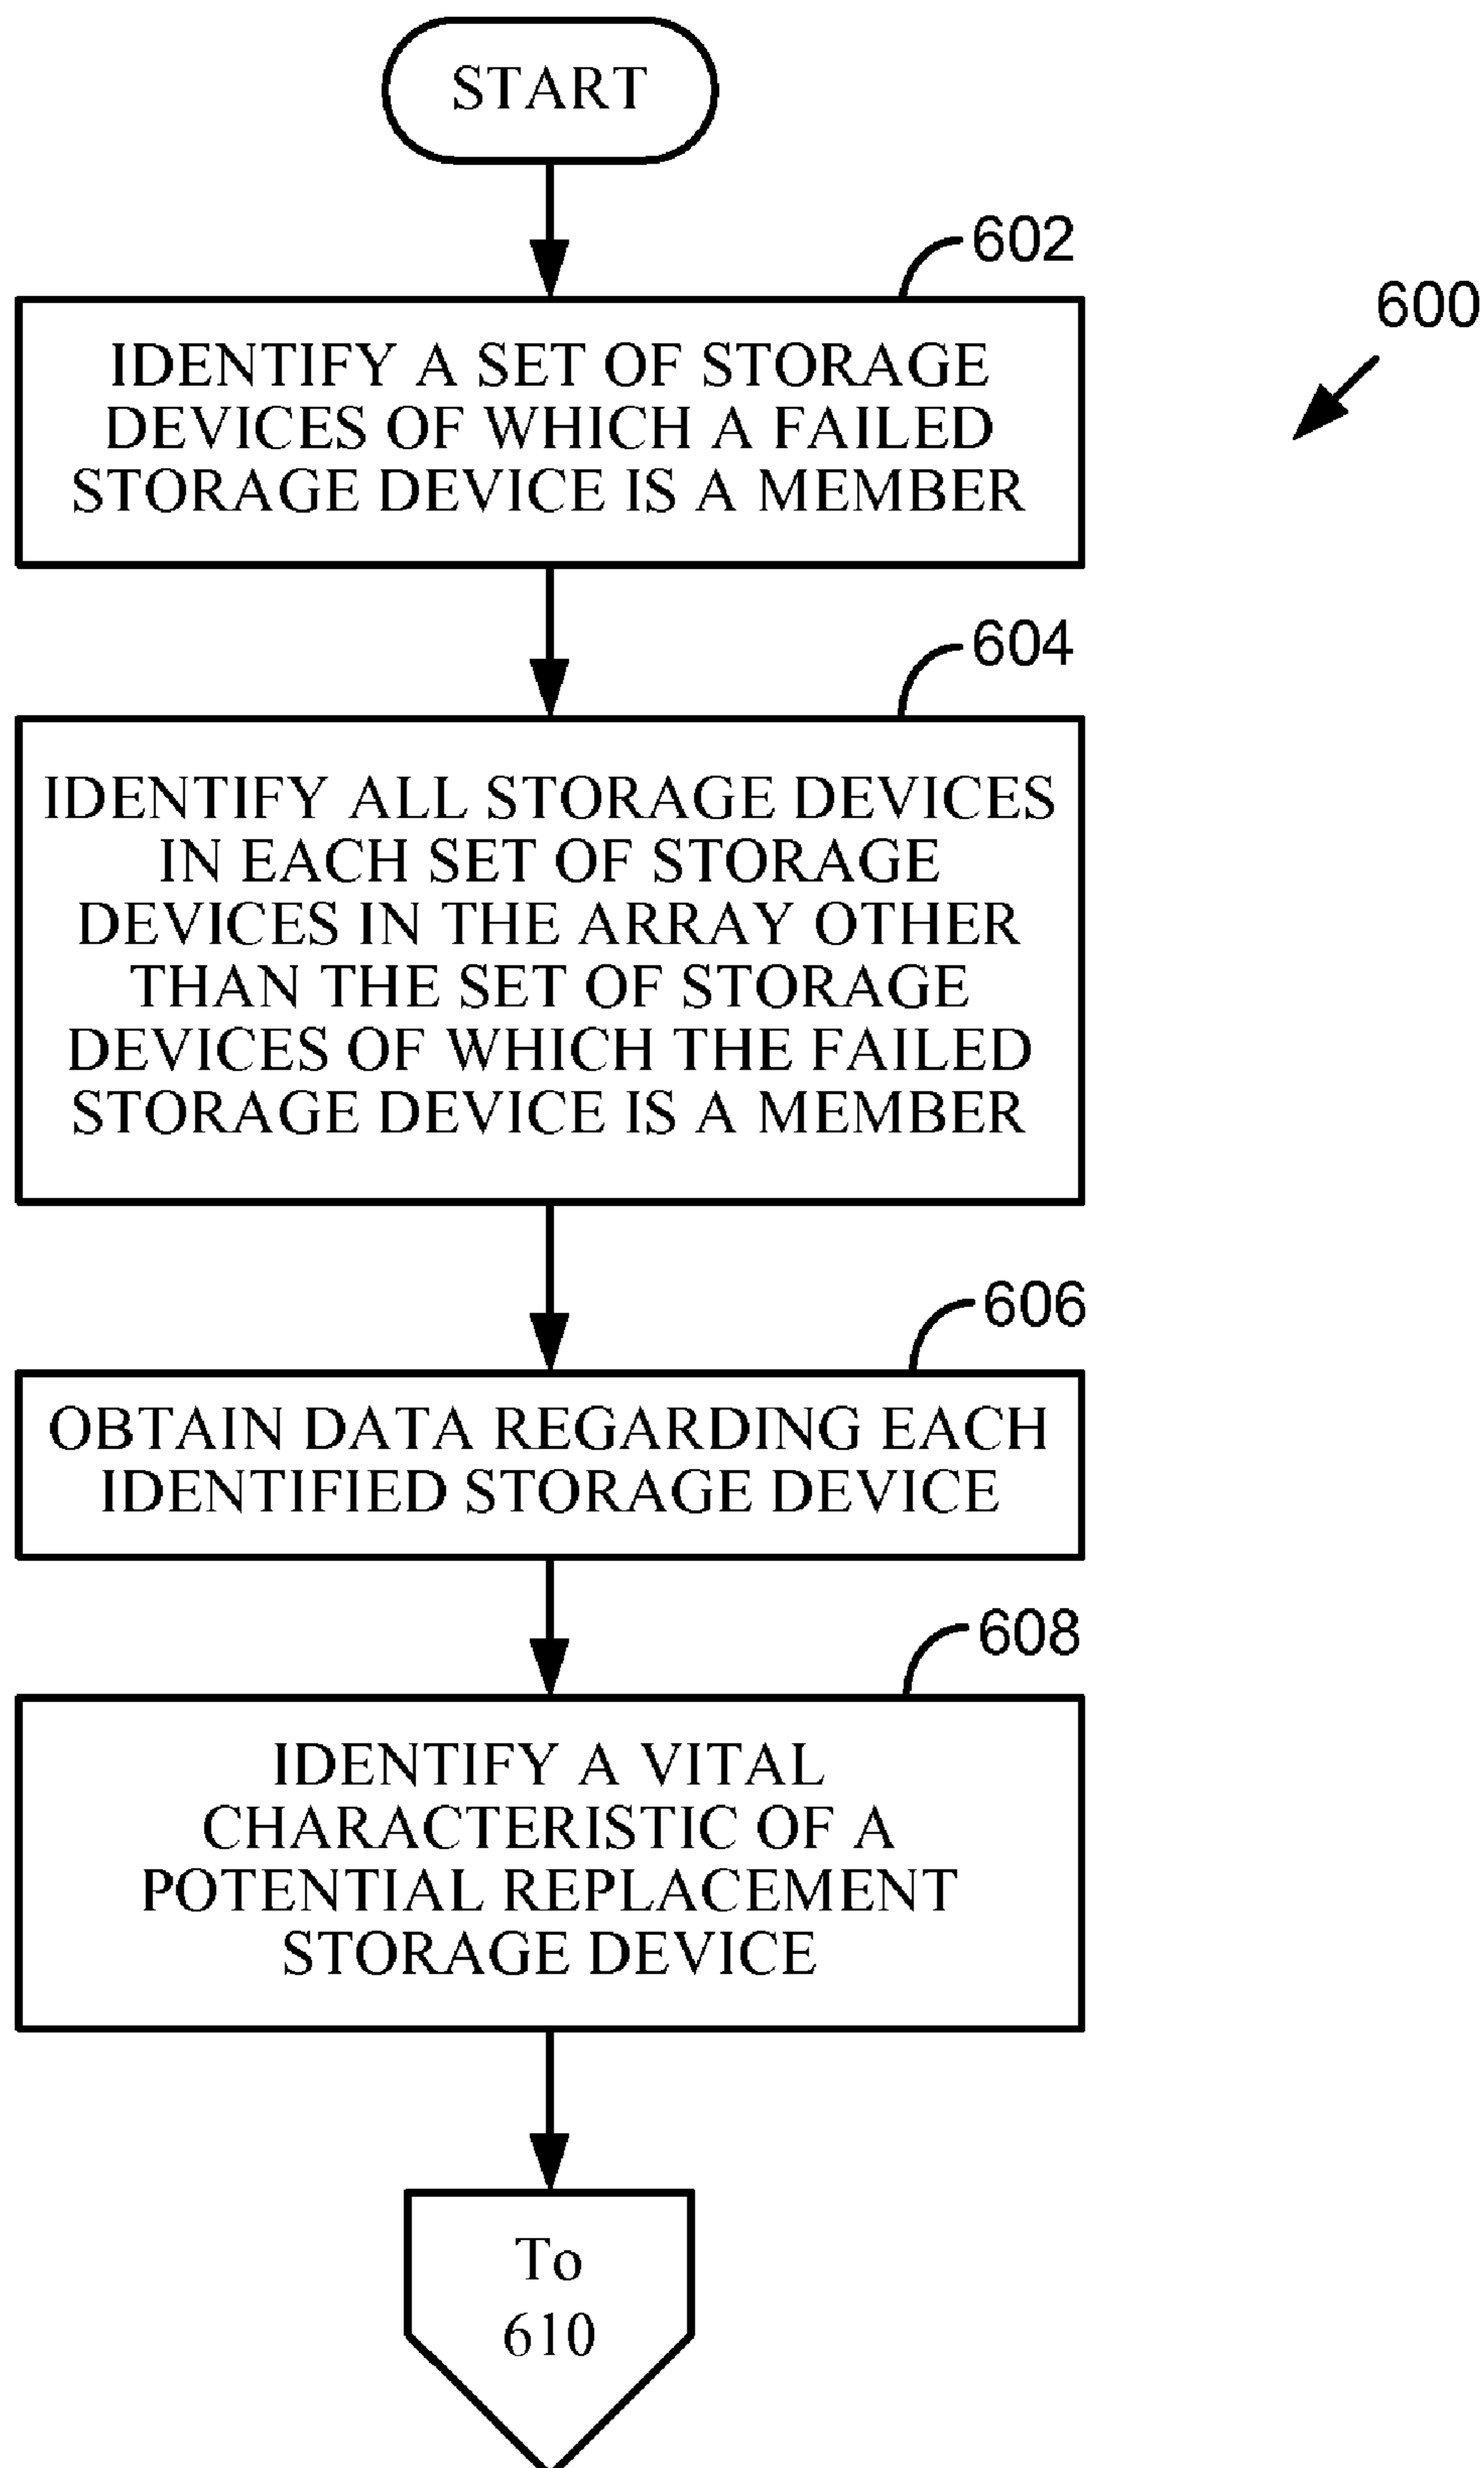 START
602
600
IDENTIFY A SET OF STORAGE
DEVICES OF WHICH A FAILED
STORAGE DEVICE IS A MEMBER
604
IDENTIFY ALL STORAGE DEVICES
IN EACH SET OF STORAGE
DEVICES IN THE ARRAY OTHER
THAN THE SET OF STORAGE
DEVICES OF WHICH THE FAILED
STORAGE DEVICE IS A MEMBER
606
OBTAIN DATA REGARDING EACH
IDENTIFIED STORAGE DEVICE
608
IDENTIFY A VITAL
CHARACTERISTIC OF A
POTENTIAL REPLACEMENT
STORAGE DEVICE
To
610